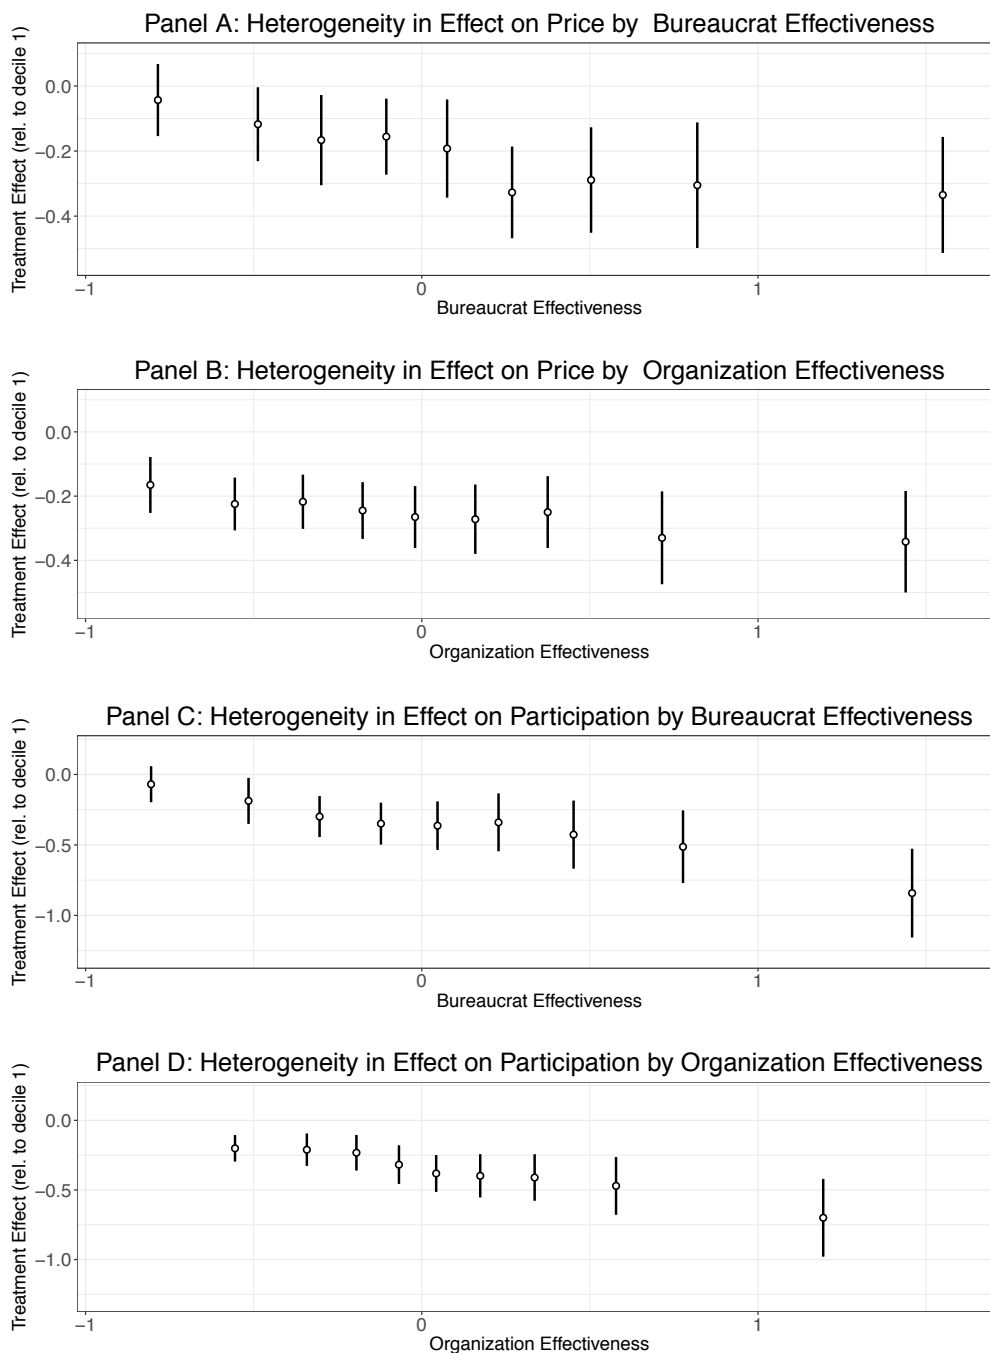 Panel A: Heterogeneity in Effect on Price by  Bureaucrat Effectiveness
Treatment Effect (rel. to decile 1)
0.0
−0.2
−0.4
−1
0
1
Bureaucrat Effectiveness
Panel B: Heterogeneity in Effect on Price by  Organization Effectiveness
Treatment Effect (rel. to decile 1)
0.0
−0.2
−0.4
−1
0
1
Organization Effectiveness
Panel C: Heterogeneity in Effect on Participation by Bureaucrat Effectiveness
Treatment Effect (rel. to decile 1)
0.0
−0.5
−1.0
−1
0
1
Bureaucrat Effectiveness
Panel D: Heterogeneity in Effect on Participation by Organization Effectiveness
Treatment Effect (rel. to decile 1)
0.0
−0.5
−1.0
−1
0
1
Organization Effectiveness